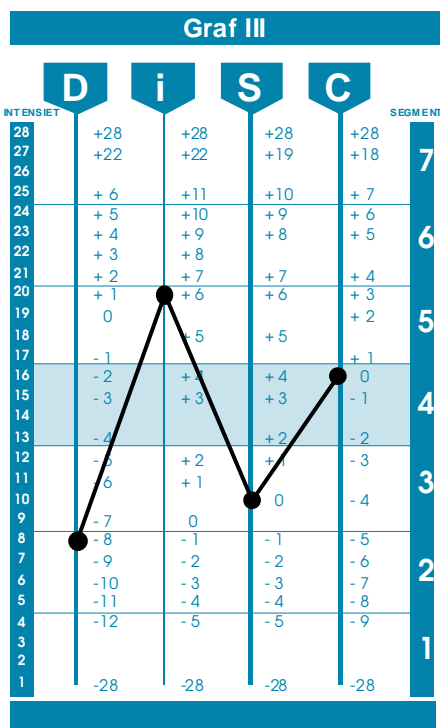 Graf III
D i S C
INTENSIET SEGMENT
28 +28 +28 +28 +28
27 +22 +22 +19 +18 7
26
25 + 6 +11 +10 + 7
24 + 5 +10 + 9 + 6
23 + 4 + 9 + 8 + 5 6
22 + 3 + 8
21 + 2 + 7 + 7 + 4
20 + 1 + 6 + 6 + 3
19 0 + 2 5
18 + 5 + 5
17 - 1 + 1
16 - 2 + 4 + 4 0
15 - 3 + 3 + 3 - 1 4
14
13 - 4 + 2 - 2
12 - 5 + 2 + 1 - 3
11 - 6 + 1 3
10 0 - 4
9 - 7 0
8 - 8 - 1 - 1 - 5
7 - 9 - 2 - 2 - 6 2
6 -10 - 3 - 3 - 7
5 -11 - 4 - 4 - 8
4 -12 - 5 - 5 - 9
3 1
2
1 -28 -28 -28 -28